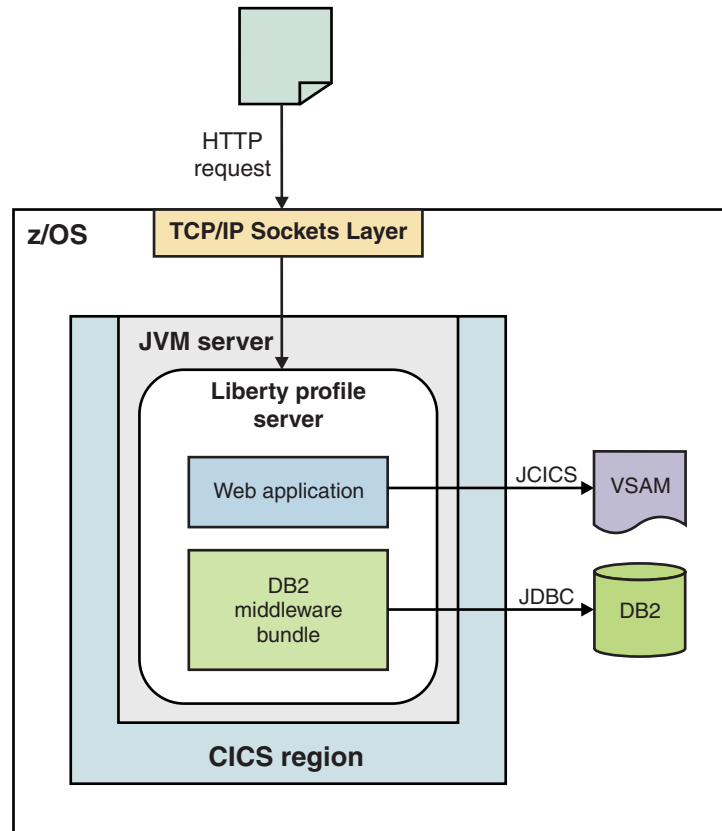 HTTP
request
z/OS
TCP/IP Sockets Layer
JVM server
Liberty profile
server
Web application
JCICS
VSAM
DB2
middleware
bundle
JDBC
DB2
CICS region